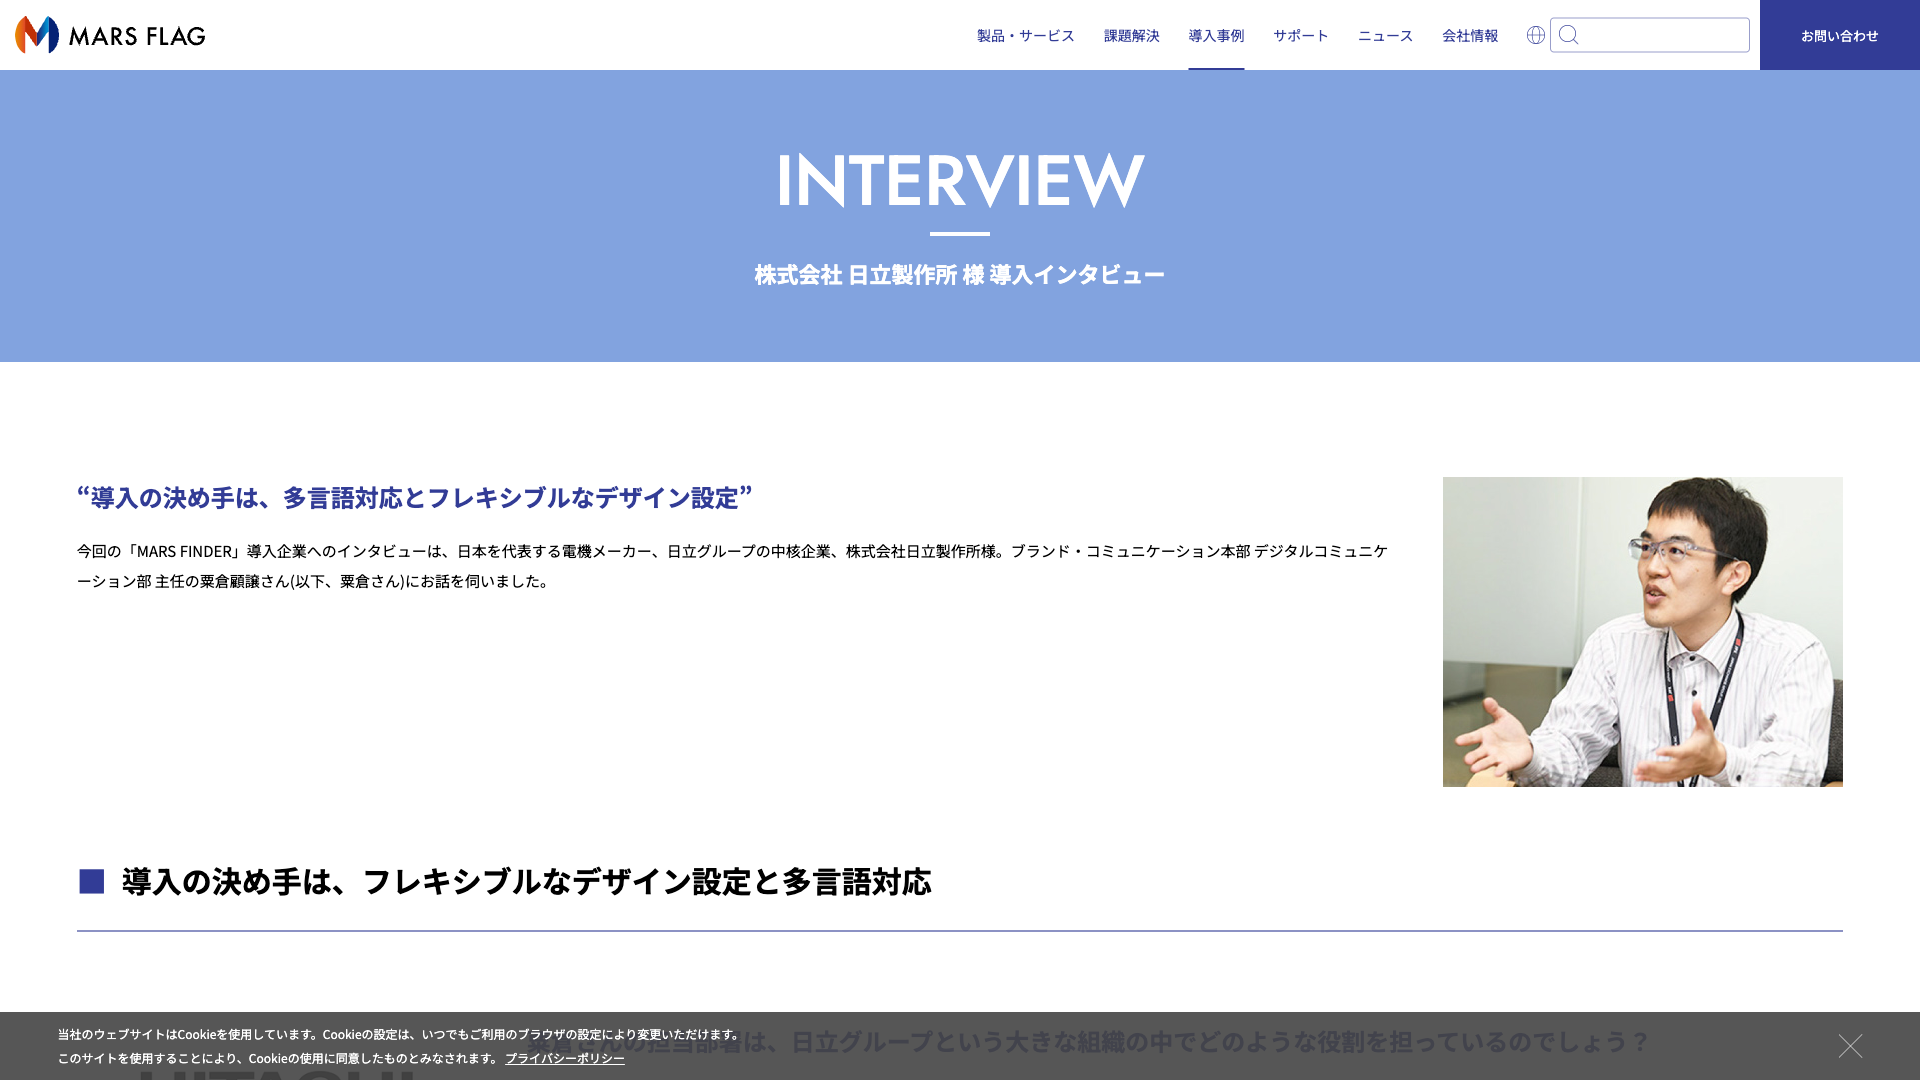 MARS FLAG
製品・サービス
課題解決
導入事例
サポート
ニュース
会社情報
お問い合わせ
INTERVIEW
株式会社 日立製作所 様 導入インタビュー
“導入の決め手は、多言語対応とフレキシブルなデザイン設定”
今回の「MARS FINDER」導入企業へのインタビューは、日本を代表する電機メーカー、日立グループの中核企業、株式会社日立製作所様。ブランド・コミュニケーション本部 デジタルコミュニケ
ーション部 主任の粟倉顧譲さん(以下、粟倉さん)にお話を伺いました。
■ 導入の決め手は、フレキシブルなデザイン設定と多言語対応
粟倉さんの担当部署は、日立グループという大きな組織の中でどのような役割を担っているのでしょう？
当社のウェブサイトはCookieを使用しています。Cookieの設定は、いつでもご利用のブラウザの設定により変更いただけます。
このサイトを使用することにより、Cookieの使用に同意したものとみなされます。 プライバシーポリシー
HITACHI